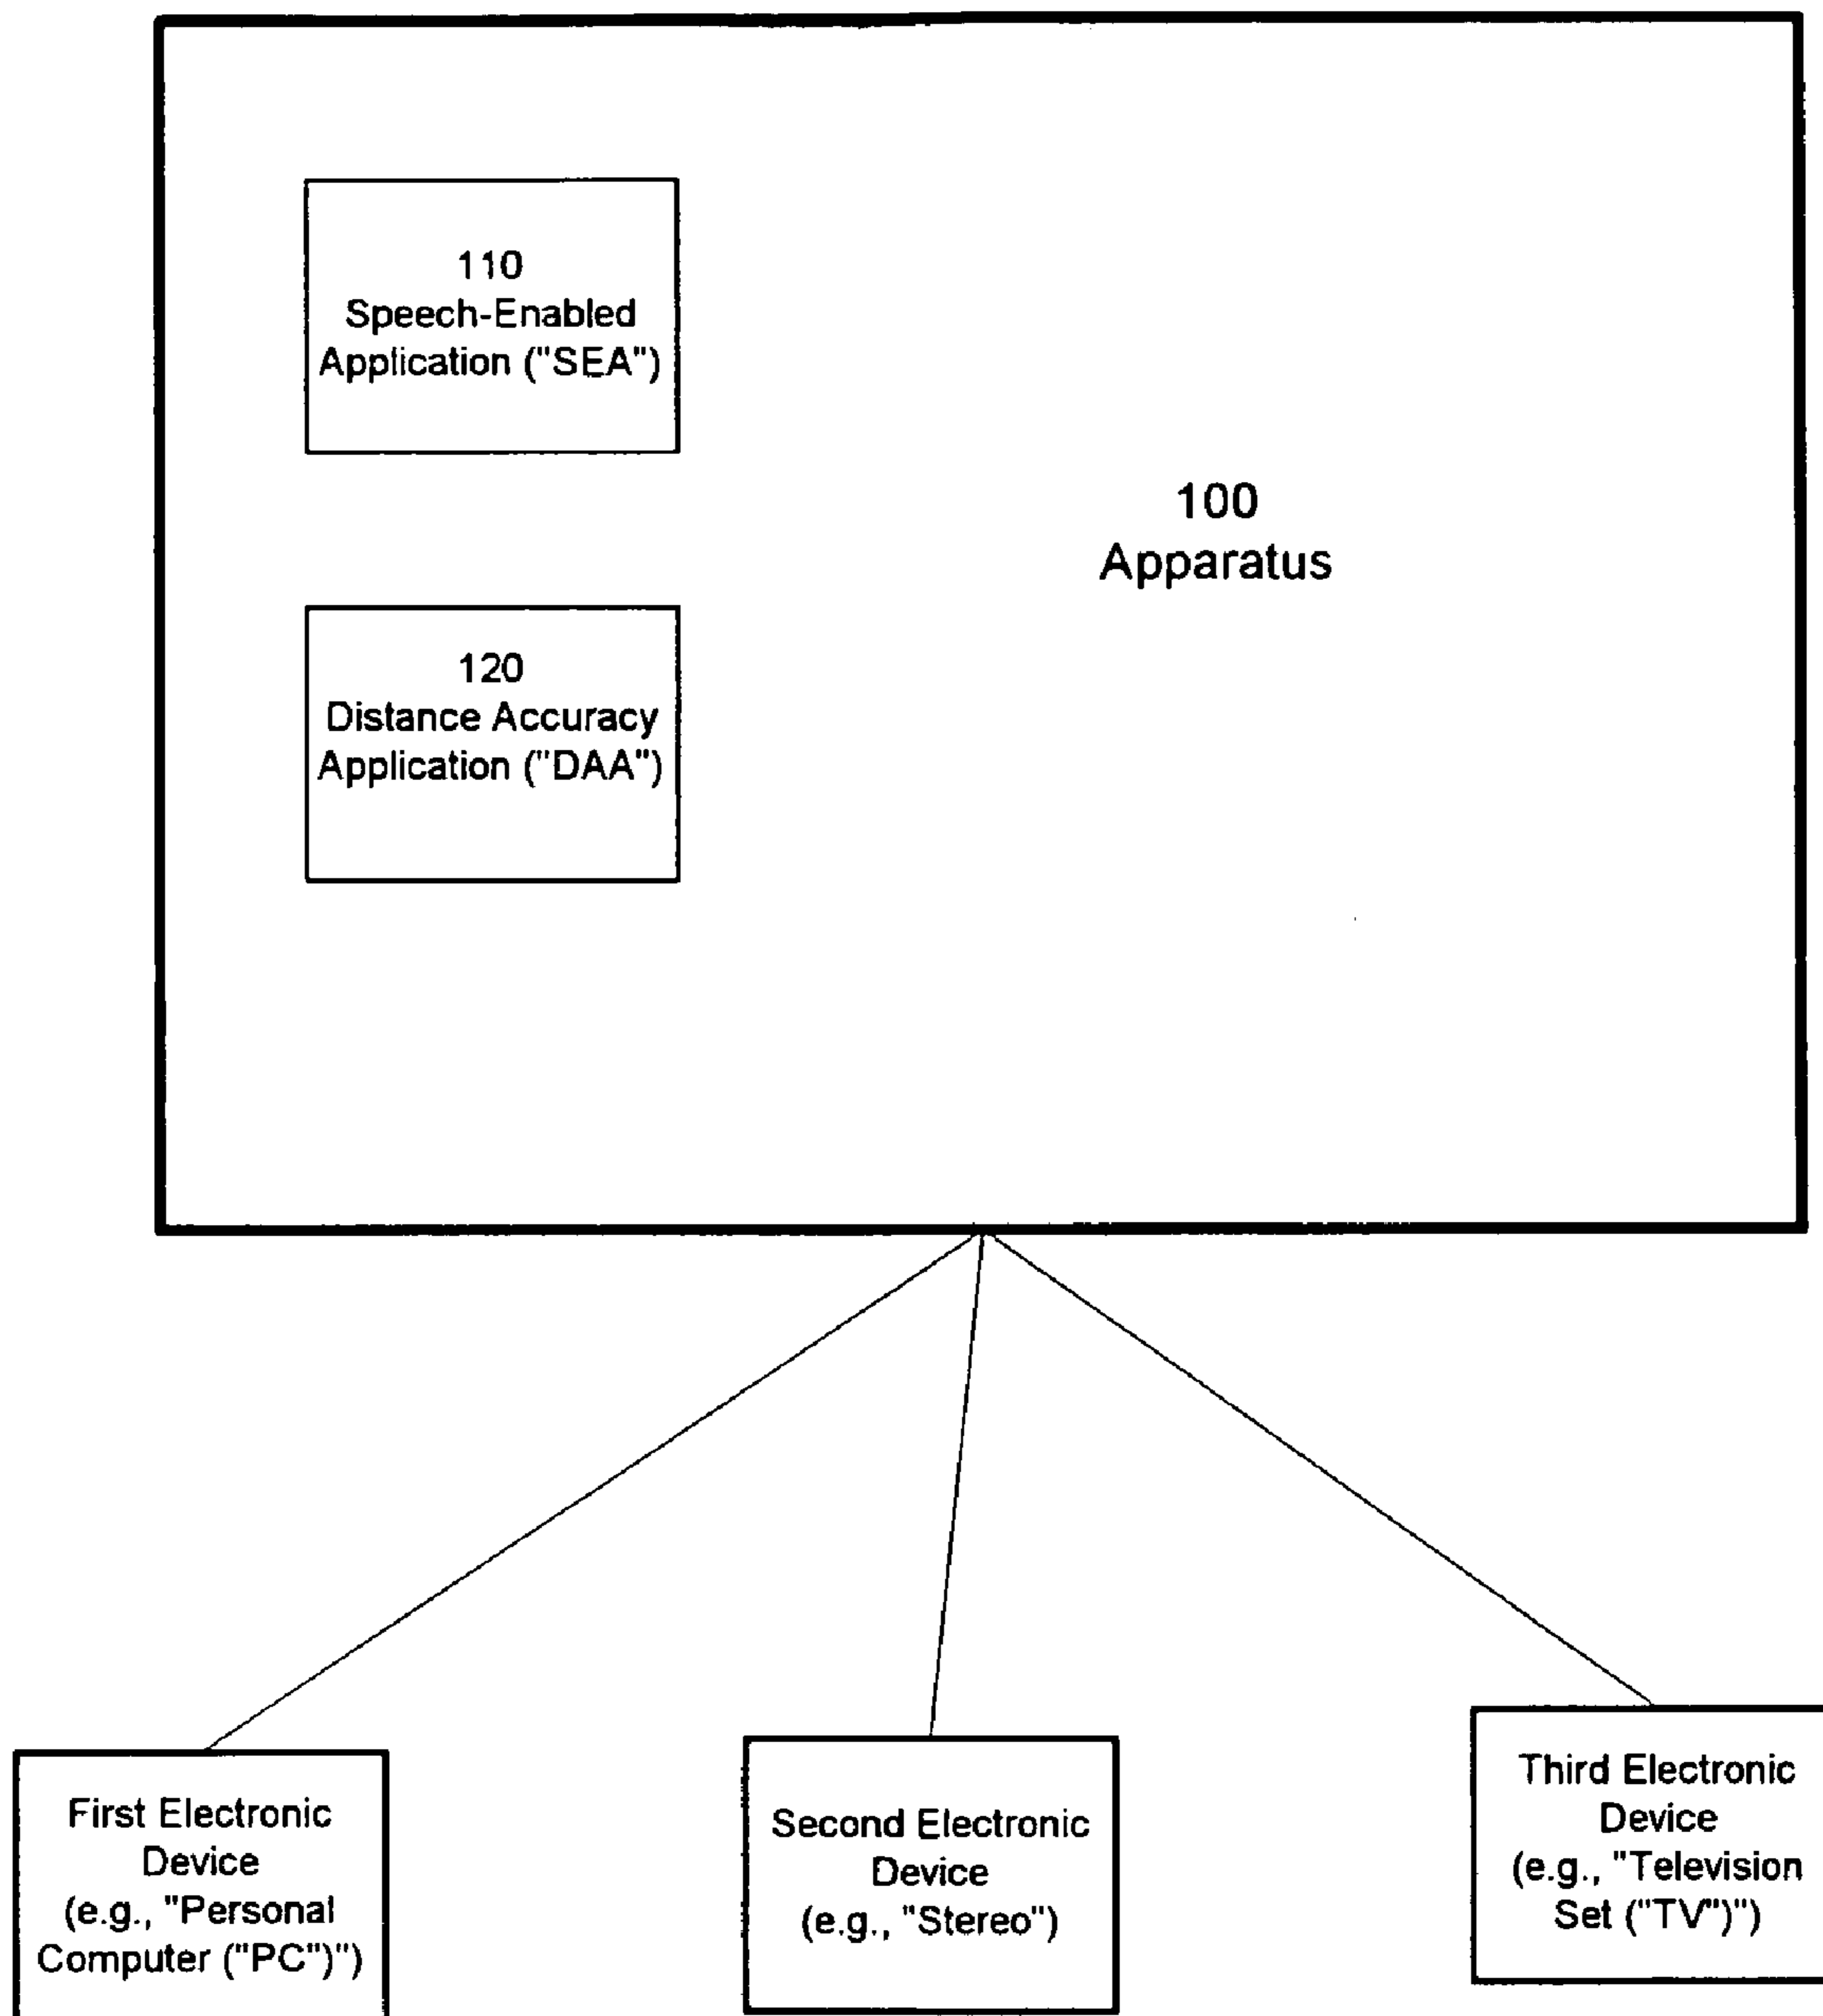 110
Speech-Enabled
Application ("SEA")
100
Apparatus
120
Distance Accuracy
Application ("DAA")
First Electronic
Device
(e.g., "Personal
Computer ("PC")")
Second Electronic
Device
(e.g., "Stereo")
Third Electronic
Device
(e.g., "Television
Set ("TV")")